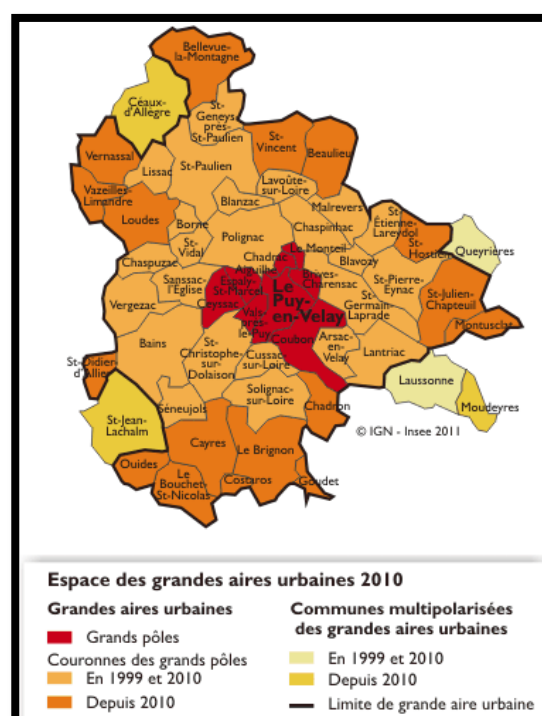 Bellevue-
la-Montagne
Céaux-
d'Allègre
St-
Geneys-
près-
St-Paulien
St-
Vincent
Beaulieu
Vernassal
Lissac
St-Paulien
Lavoûte-
sur-Loire
Vazeilles-
Limandre
Loudes
Blanzac
Malrevers
Borne
Polignac
Chaspinhac
St-
Étienne-
Lareydol
St-
Hostien
Queyrières
St-
Vidal
Chadrac
Le Monteil
Blavozy
Chaspuzac
Aiguilhe
Sanssac-
l'Église
Espaly-
St-Marcel
Brives-
Charensac
St-Pierre-
Eynac
Ceyssac
Le
Puy-
en-Velay
St-
Germain-
Laprade
St-Julien-
Chapteuil
Vergezac
Vals-
près-
le-Puy
Montusclat
Bains
St-
Christophe-
sur-
Dolaison
Coubon
Arsac-
en-Velay
Lantriac
Cussac-
sur-Loire
St-Didier-
d'Allier
Solignac-
sur-Loire
Laussonne
Moudeyres
St-Jean-
Lachalm
Séneujols
Chadron
© IGN - Insee 2011
Cayres
Le Brignon
Ouides
Le
Bouchet-
St-Nicolas
Costaros
Goudet
Espace des grandes aires urbaines 2010
Grandes aires urbaines
Grands pôles
Couronnes des grands pôles
En 1999 et 2010
Depuis 2010
Communes multipolarisées
des grandes aires urbaines
En 1999 et 2010
Depuis 2010
Limite de grande aire urbaine